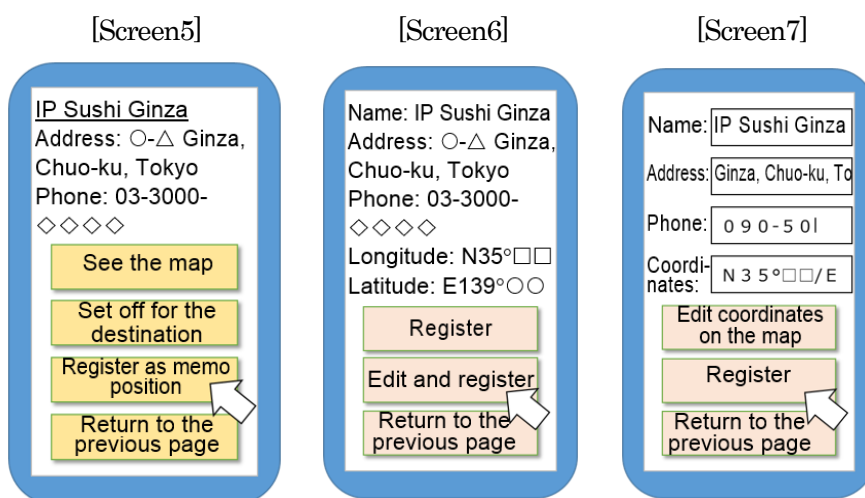 [Screen5]
IP Sushi Ginza
Address: ○-△ Ginza,
Chuo-ku, Tokyo
Phone: 03-3000-
◇◇◇◇
See the map
Set off for the
destination
Register as memo
position
Return to the
previous page
[Screen6]
Name: IP Sushi Ginza
Address: ○-△ Ginza,
Chuo-ku, Tokyo
Phone: 03-3000-
◇◇◇◇
Longitude: N35°□□
Latitude: E139°○○
Register
Edit and register
Return to the
previous page
[Screen7]
Name: IP Sushi Ginza
Address: Ginza, Chuo-ku, To
Phone: 090-50l
Coordi-
nates: N35°□□/E
Edit coordinates
on the map
Register
Return to the
previous page